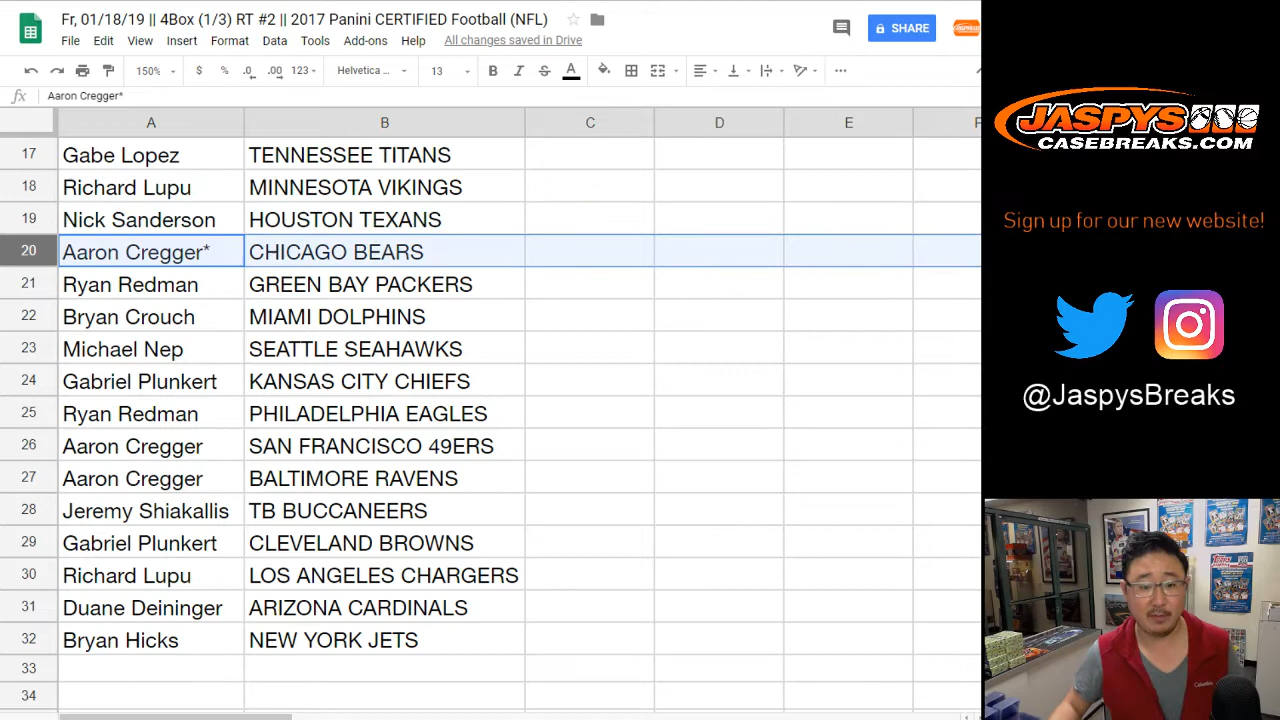 Fr, 01/18/19 || 4Box (1/3) RT #2 || 2017 Panini CERTIFIED Football (NFL)
File Edit View Insert Format Data Tools Add-ons Help All changes saved in Drive
SHARE
150% $ % .0 .00 123 Helvetica ... 13 B I S A
fx Aaron Cregger*
A B C D E F
17 Gabe Lopez TENNESSEE TITANS
18 Richard Lupu MINNESOTA VIKINGS
19 Nick Sanderson HOUSTON TEXANS
20 Aaron Cregger* CHICAGO BEARS
21 Ryan Redman GREEN BAY PACKERS
22 Bryan Crouch MIAMI DOLPHINS
23 Michael Nep SEATTLE SEAHAWKS
24 Gabriel Plunkert KANSAS CITY CHIEFS
25 Ryan Redman PHILADELPHIA EAGLES
26 Aaron Cregger SAN FRANCISCO 49ERS
27 Aaron Cregger BALTIMORE RAVENS
28 Jeremy Shiakallis TB BUCCANEERS
29 Gabriel Plunkert CLEVELAND BROWNS
30 Richard Lupu LOS ANGELES CHARGERS
31 Duane Deininger ARIZONA CARDINALS
32 Bryan Hicks NEW YORK JETS
33
34
JASPYS
CASEBREAKS.COM
Sign up for our new website!
@JaspysBreaks
Columbia